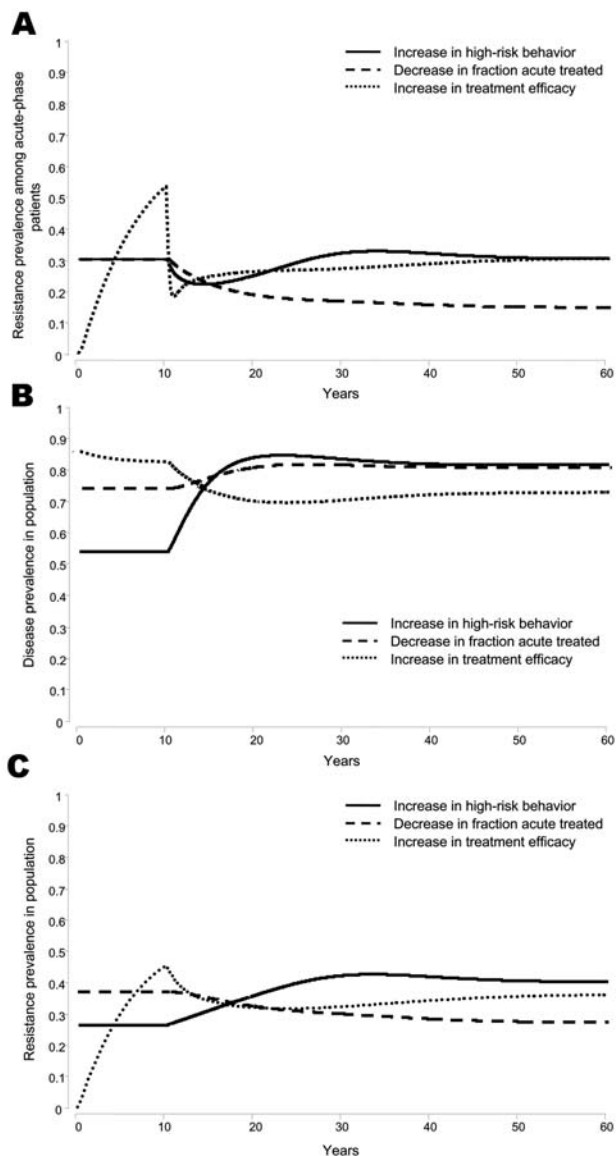 A
Resistance prevalence among acute-phase
patients
1
0.9
0.8
0.7
0.6
0.5
0.4
0.3
0.2
0.1
0
Increase in high-risk behavior
Decrease in fraction acute treated
Increase in treatment efficacy
0 10 20 30 40 50 60
Years
B
Disease prevalence in population
1
0.9
0.8
0.7
0.6
0.5
0.4
0.3
0.2
0.1
0
Increase in high-risk behavior
Decrease in fraction acute treated
Increase in treatment efficacy
0 10 20 30 40 50 60
Years
C
Resistance prevalence in population
1
0.9
0.8
0.7
0.6
0.5
0.4
0.3
0.2
0.1
0
Increase in high-risk behavior
Decrease in fraction acute treated
Increase in treatment efficacy
0 10 20 30 40 50 60
Years